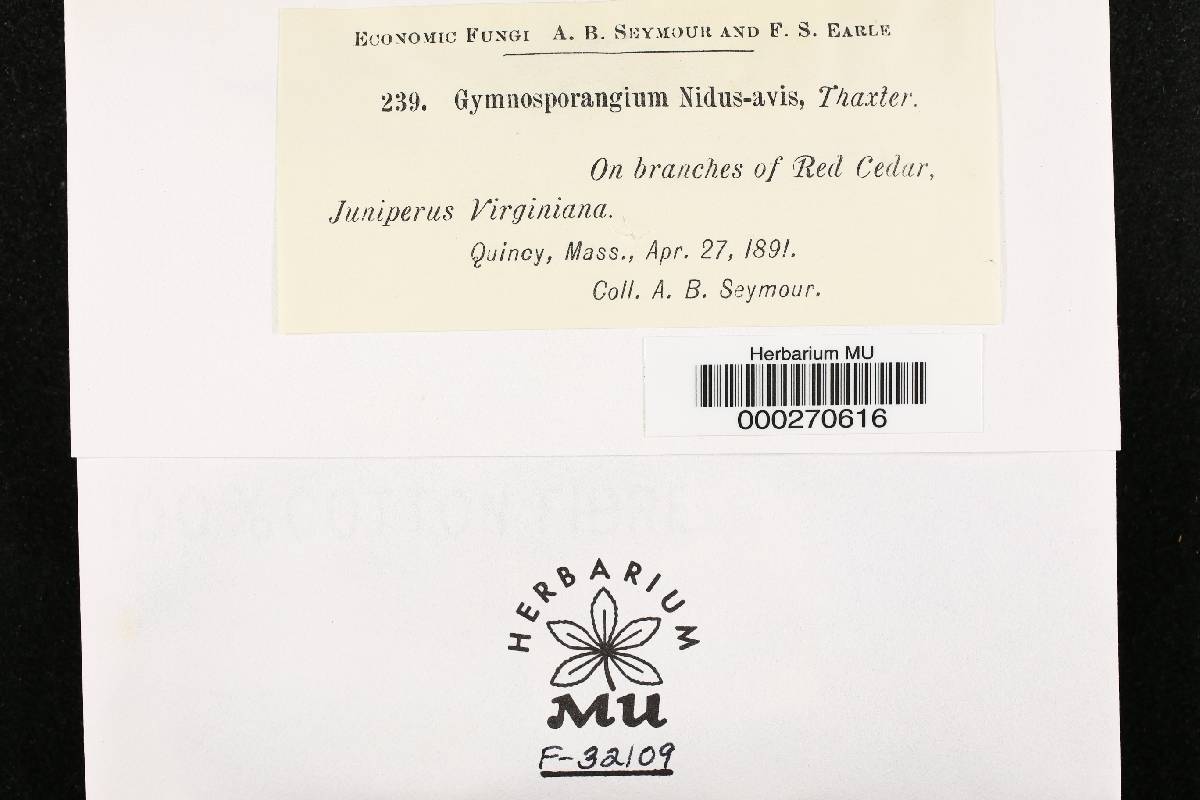 ECONOMIC FUNGI A. B. SEYMOUR AND F. S. EARLE
239. Gymnosporangium Nidus-avis, Thaxter.
On branches of Red Cedar,
Juniperus Virginiana.
Quincy, Mass., Apr. 27, 1891.
Coll. A. B. Seymour.
Herbarium MU
000270616
HERBARIUM
MU
F-32109